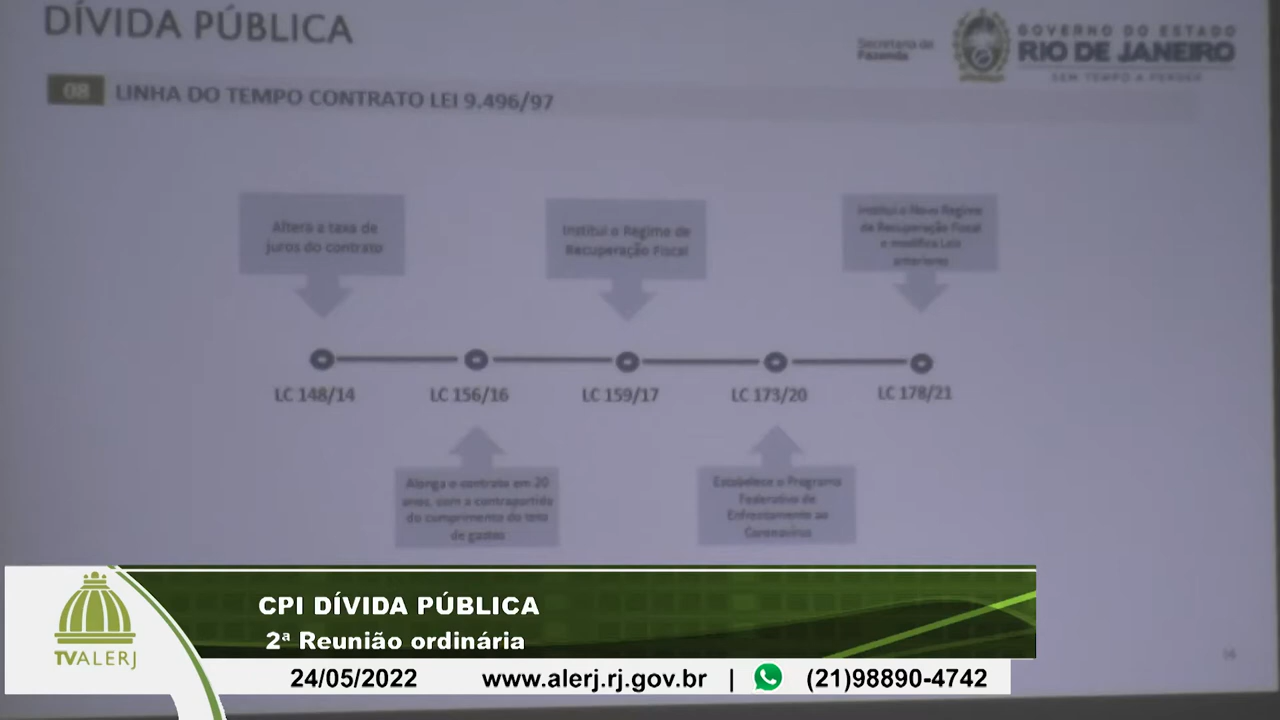 DÍVIDA PÚBLICA
Secretaria de
Fazenda
GOVERNO DO ESTADO
RIO DE JANEIRO
SEM TEMPO A PERDER
08 LINHA DO TEMPO CONTRATO LEI 9.496/97
Altera a taxa de
juros do contrato
Institui o Regime de
Recuperação Fiscal
Institui o Novo Regime
de Recuperação Fiscal
e modifica Leis
anteriores
LC 148/14
LC 156/16
LC 159/17
LC 173/20
LC 178/21
Alonga o contrato em 20
anos, com a contrapartida
do cumprimento do teto
de gastos
Estabelece o Programa
Federativo de
Enfrentamento ao
Coronavírus
CPI DÍVIDA PÚBLICA
2ª Reunião ordinária
TVALERJ
24/05/2022 www.alerj.rj.gov.br | (21)98890-4742